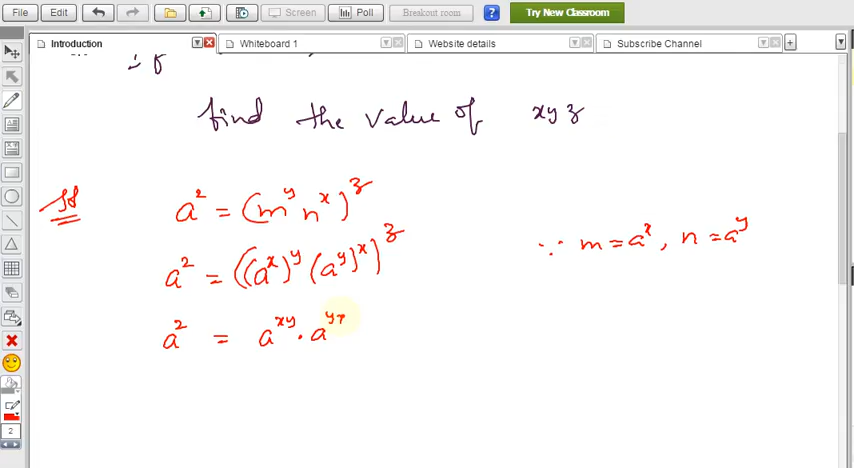 File Edit Screen Poll Breakout room ? Try New Classroom
Introduction Whiteboard 1 Website details Subscribe Channel
if
find the value of xyz
a² = (m^y n^x)^z
∵ m = a^x, n = a^y
a² = ((a^x)^y (a^y)^x)^z
a² = a^xy · a^yx
2